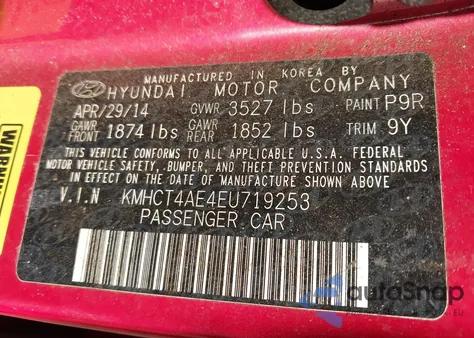 MANUFACTURED IN KOREA BY
HYUNDAI MOTOR COMPANY
APR/29/14 GVWR 3527 lbs PAINT P9R
GAWR FRONT 1874 lbs GAWR REAR 1852 lbs TRIM 9Y
THIS VEHICLE CONFORMS TO ALL APPLICABLE U.S.A. FEDERAL
MOTOR VEHICLE SAFETY, BUMPER, AND THEFT PREVENTION STANDARDS
IN EFFECT ON THE DATE OF MANUFACTURE SHOWN ABOVE
V.I.N KMHCT4AE4EU719253
PASSENGER CAR
WARNIN
autoSnap